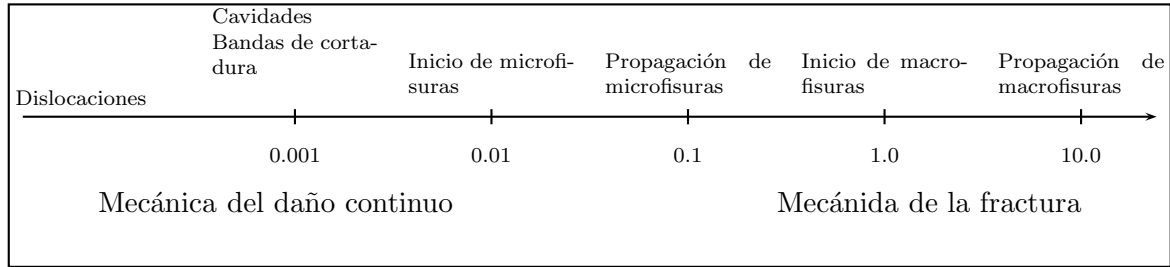 Cavidades
Bandas de corta-
dura
Inicio de microfi-
suras
Propagación de
microfisuras
Inicio de macro-
fisuras
Propagación de
macrofisuras
Dislocaciones
0.001
0.01
0.1
1.0
10.0
Mecánica del daño continuo
Mecánida de la fractura